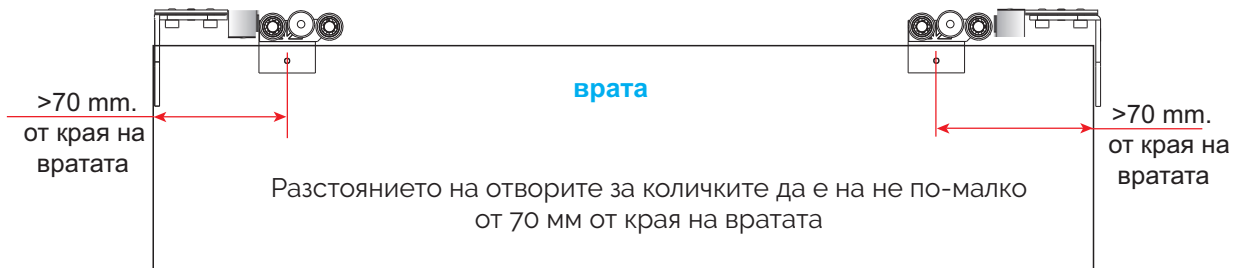 врата
>70 mm.
от края на
вратата
>70 mm.
от края на
вратата
Разстоянието на отворите за количките да е на не по-малко
от 70 мм от края на вратата